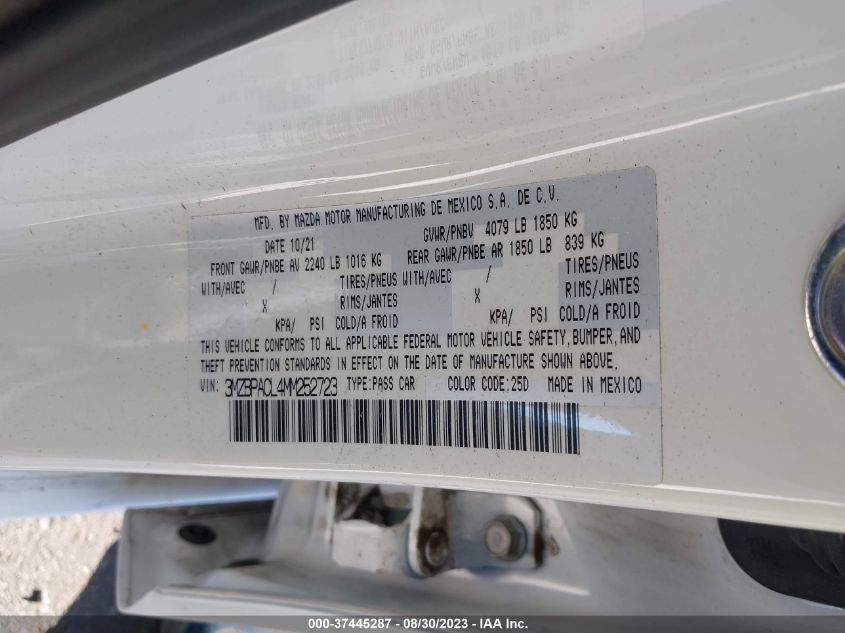 MFD. BY MAZDA MOTOR MANUFACTURING DE MEXICO S.A. DE C.V.
DATE 10/21 GVWR/PNBV 4079 LB 1850 KG
FRONT GAWR/PNBE AV 2240 LB 1016 KG REAR GAWR/PNBE AR 1850 LB 839 KG
WITH/AVEC / TIRES/PNEUS WITH/AVEC / TIRES/PNEUS
X RIMS/JANTES X RIMS/JANTES
KPA/ PSI COLD/A FROID KPA/ PSI COLD/A FROID
THIS VEHICLE CONFORMS TO ALL APPLICABLE FEDERAL MOTOR VEHICLE SAFETY, BUMPER, AND
THEFT PREVENTION STANDARDS IN EFFECT ON THE DATE OF MANUFACTURE SHOWN ABOVE.
VIN: 3MZBPACL4MM252723 TYPE:PASS CAR COLOR CODE:25D MADE IN MEXICO
000-37445287 - 08/30/2023 - IAA Inc.